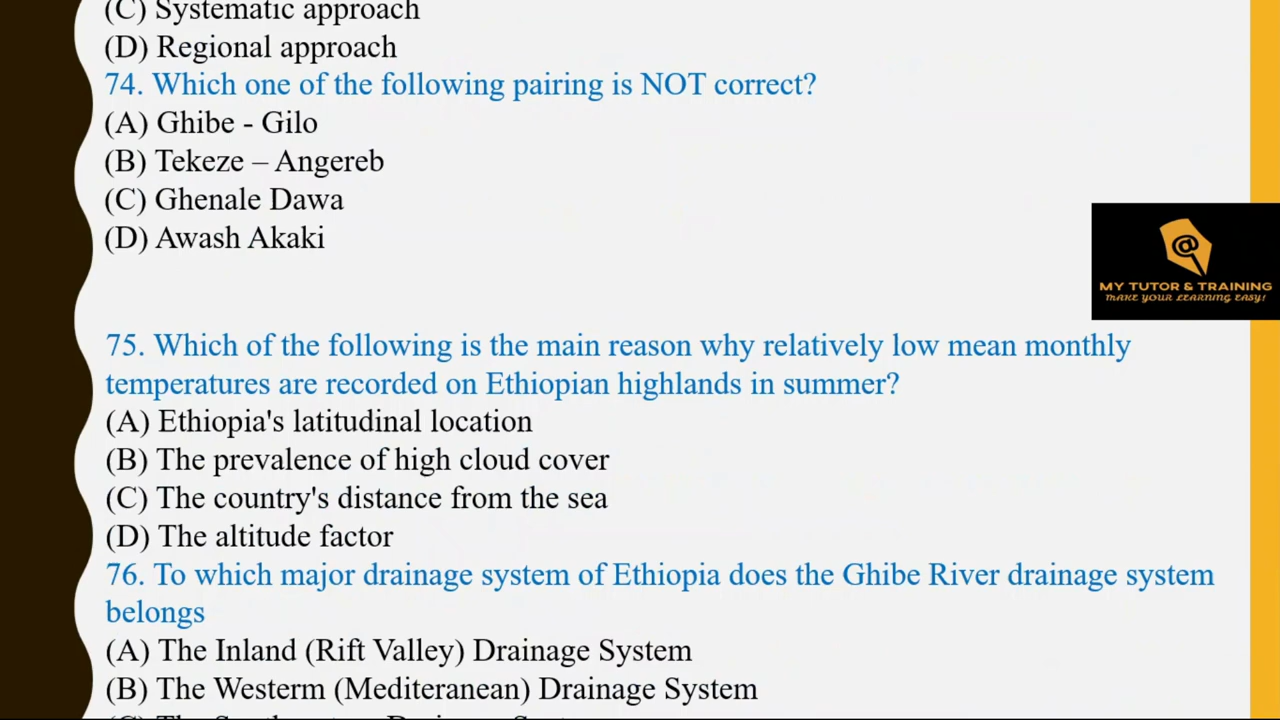 (C) Systematic approach
(D) Regional approach
74. Which one of the following pairing is NOT correct?
(A) Ghibe - Gilo
(B) Tekeze – Angereb
(C) Ghenale Dawa
(D) Awash Akaki
@
MY TUTOR & TRAINING
MAKE YOUR LEARNING EASY!
75. Which of the following is the main reason why relatively low mean monthly
temperatures are recorded on Ethiopian highlands in summer?
(A) Ethiopia's latitudinal location
(B) The prevalence of high cloud cover
(C) The country's distance from the sea
(D) The altitude factor
76. To which major drainage system of Ethiopia does the Ghibe River drainage system
belongs
(A) The Inland (Rift Valley) Drainage System
(B) The Westerm (Mediteranean) Drainage System